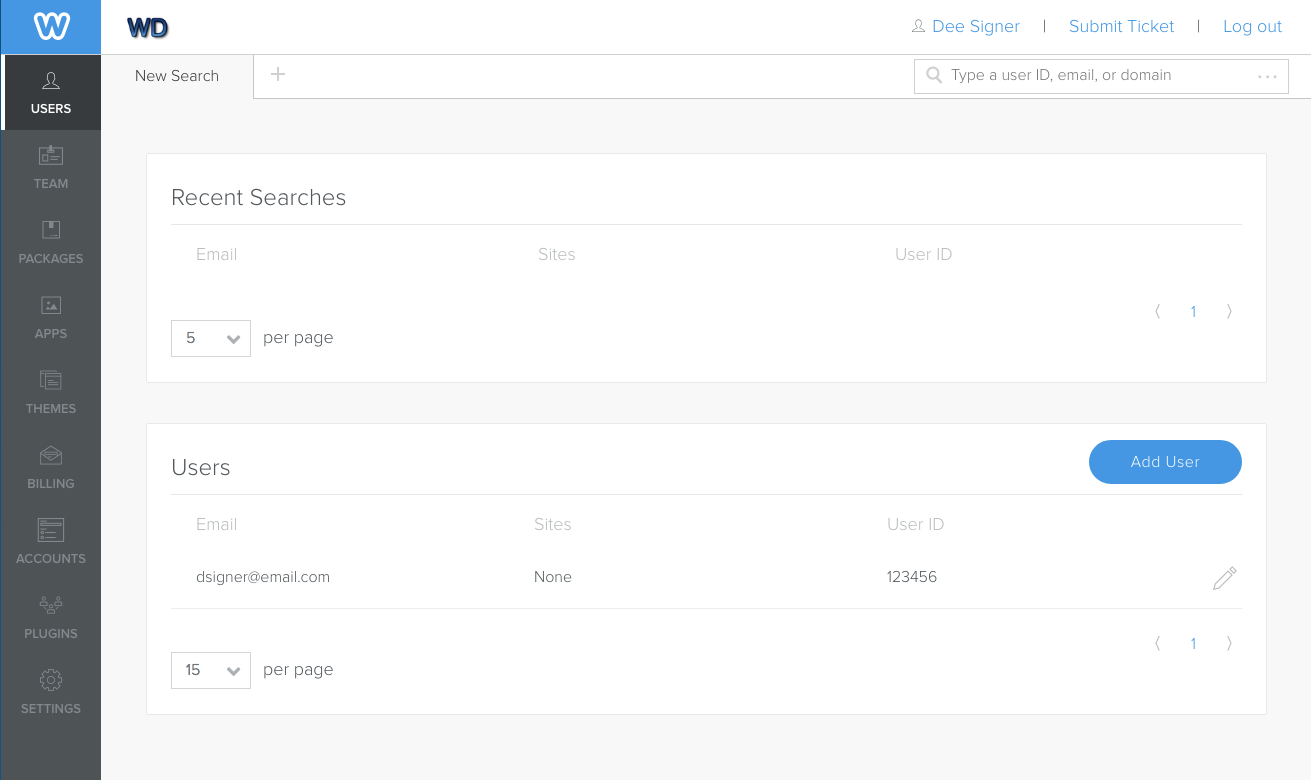 W
WD
Dee Signer | Submit Ticket | Log out
New Search
+
Type a user ID, email, or domain
...
USERS
TEAM
PACKAGES
APPS
THEMES
BILLING
ACCOUNTS
PLUGINS
SETTINGS
Recent Searches
Email Sites User ID
〈 1 〉
5 per page
Users
Add User
Email Sites User ID
dsigner@email.com None 123456
〈 1 〉
15 per page